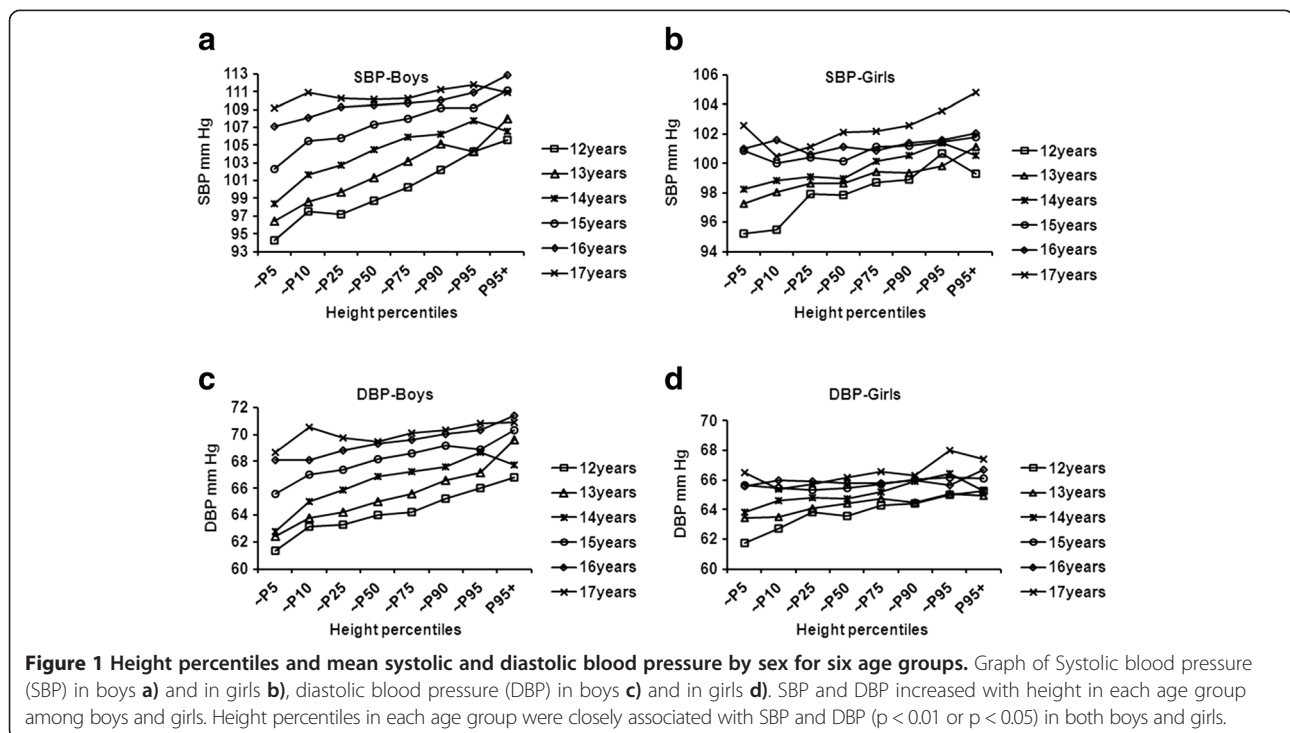 a
SBP-Boys
SBP mm Hg
113
111
109
107
105
103
101
99
97
95
93
~P5
~P10
~P25
~P50
~P75
~P90
~P95
P95+
Height percentiles
12years
13years
14years
15years
16years
17years
b
SBP-Girls
SBP mm Hg
106
104
102
100
98
96
94
~P5
~P10
~P25
~P50
~P75
~P90
~P95
P95+
Height percentiles
12years
13years
14years
15years
16years
17years
c
DBP-Boys
DBP mm Hg
72
70
68
66
64
62
60
~P5
~P10
~P25
~P50
~P75
~P90
~P95
P95+
Height percentiles
12years
13years
14years
15years
16years
17years
d
DBP-Girls
DBP mm Hg
70
68
66
64
62
60
~P5
~P10
~P25
~P50
~P75
~P90
~P95
P95+
Height percentiles
12years
13years
14years
15years
16years
17years
Figure 1 Height percentiles and mean systolic and diastolic blood pressure by sex for six age groups. Graph of Systolic blood pressure
(SBP) in boys a) and in girls b), diastolic blood pressure (DBP) in boys c) and in girls d). SBP and DBP increased with height in each age group
among boys and girls. Height percentiles in each age group were closely associated with SBP and DBP (p < 0.01 or p < 0.05) in both boys and girls.